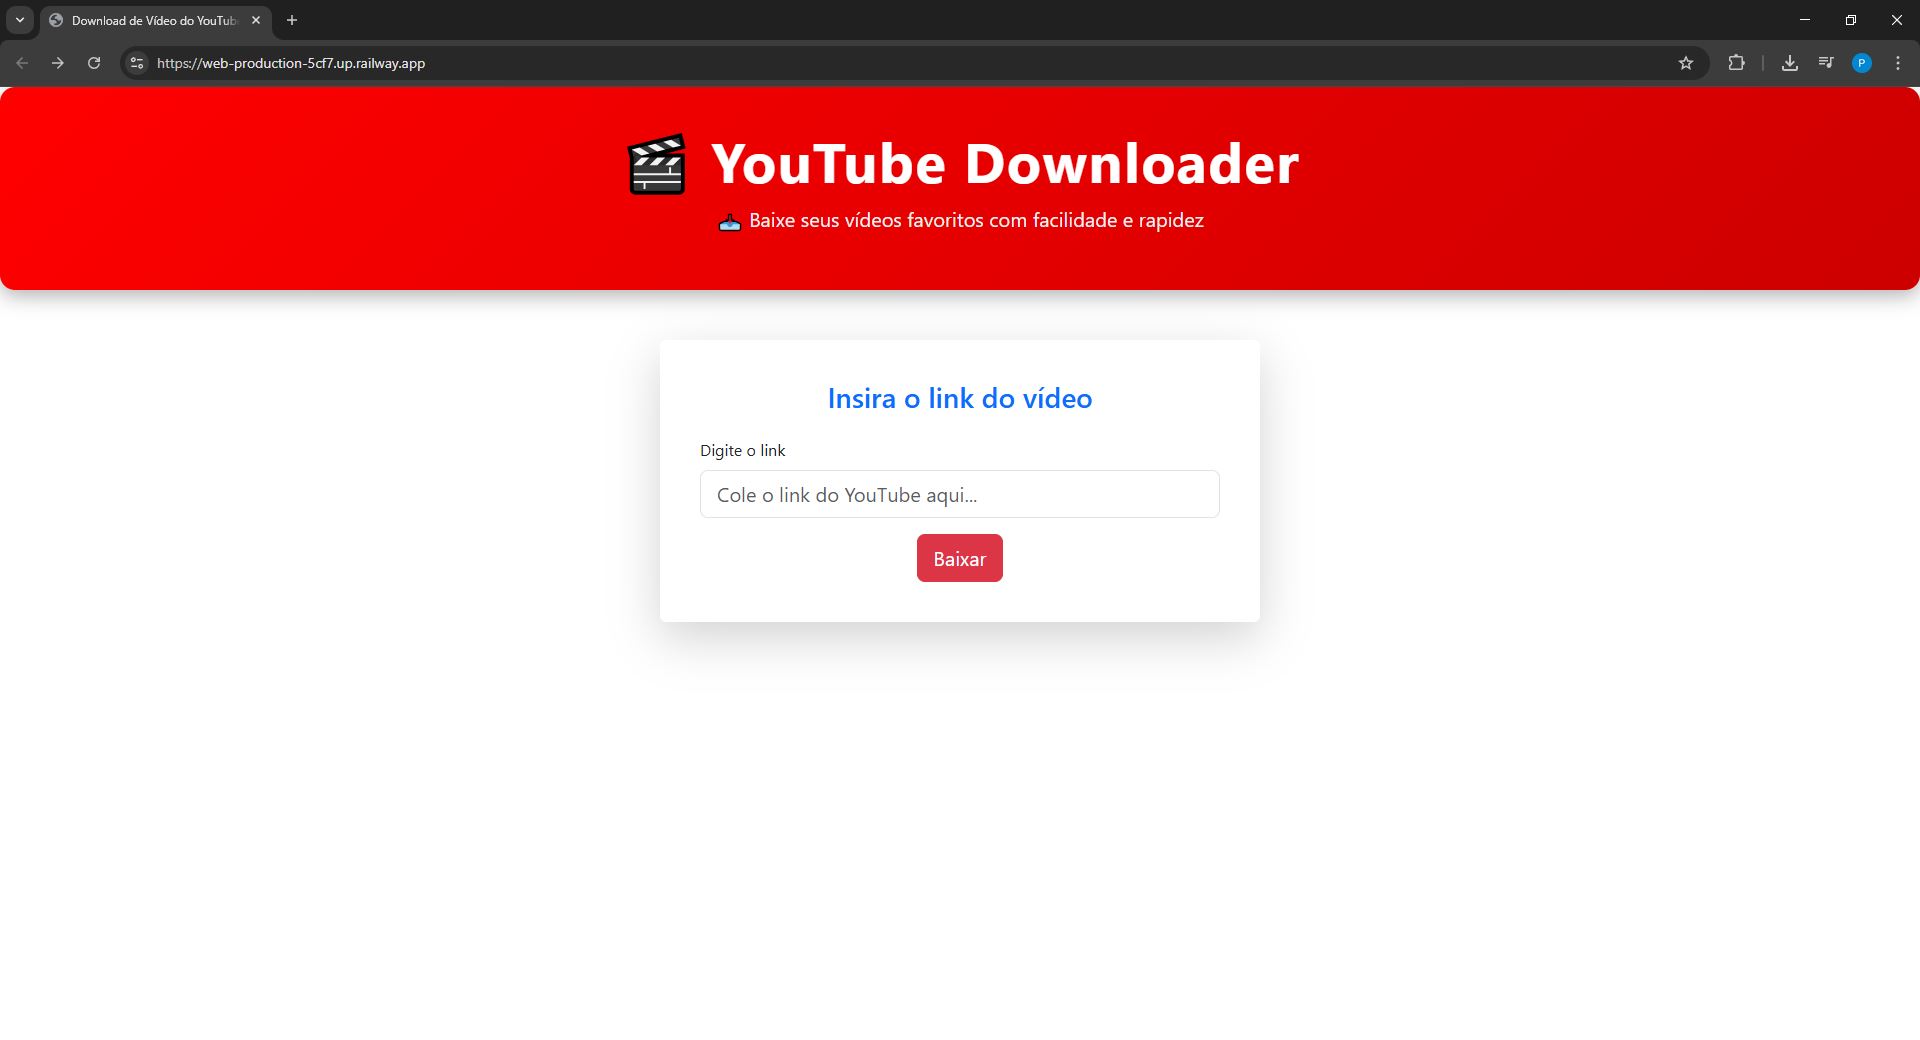 Download de Vídeo do YouTub
https://web-production-5cf7.up.railway.app
P
YouTube Downloader
Baixe seus vídeos favoritos com facilidade e rapidez
Insira o link do vídeo
Digite o link
Cole o link do YouTube aqui...
Baixar